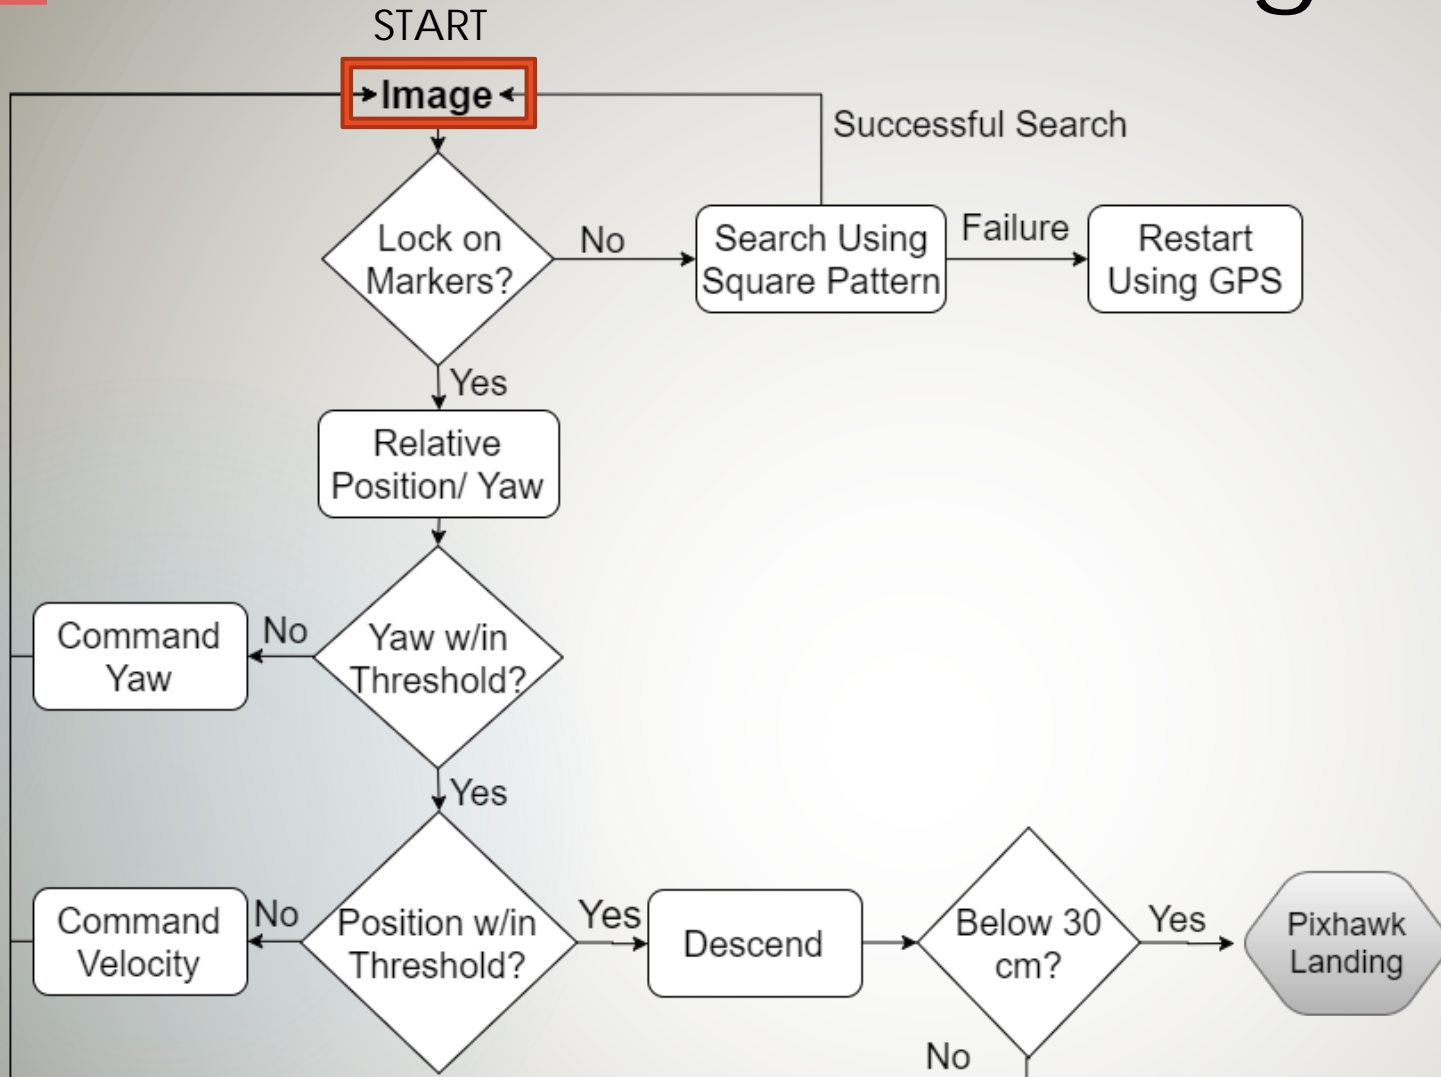 START
Image
Successful Search
Lock on
Markers?
No
Search Using
Square Pattern
Failure
Restart
Using GPS
Yes
Relative
Position/ Yaw
Yaw w/in
Threshold?
No
Command
Yaw
Yes
Position w/in
Threshold?
No
Command
Velocity
Yes
Descend
Below 30
cm?
Yes
Pixhawk
Landing
No